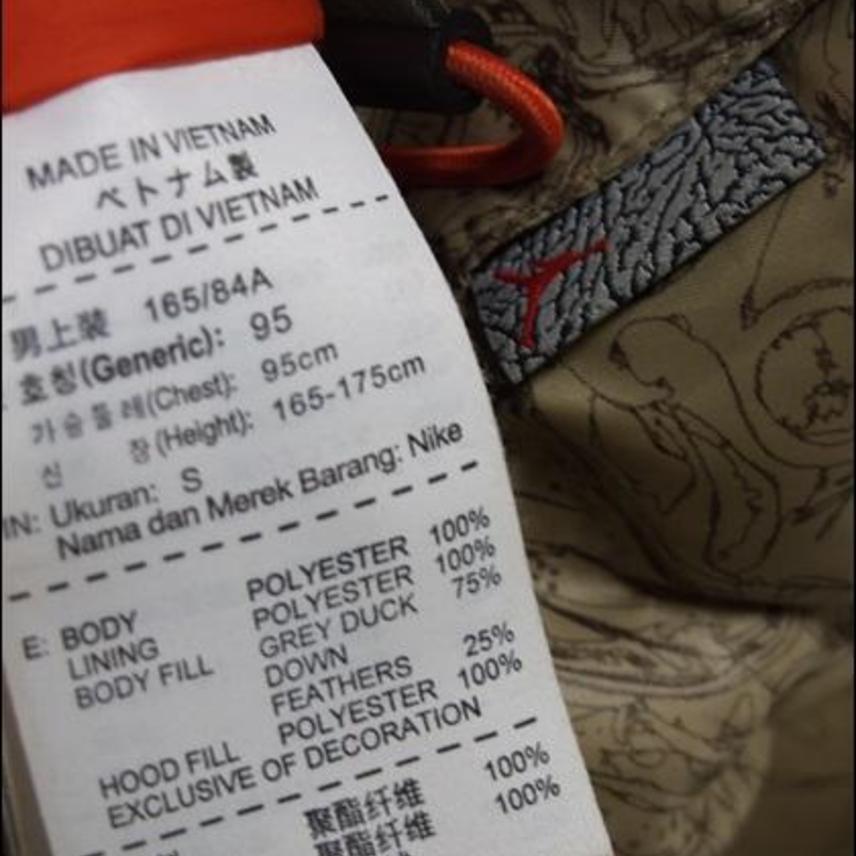 MADE IN VIETNAM
ベトナム製
DIBUAT DI VIETNAM
男上裝 165/84A
호칭(Generic): 95
가슴둘레(Chest): 95cm
신 장(Height): 165-175cm
IN: Ukuran: S
Nama dan Merek Barang: Nike
E: BODY POLYESTER 100%
LINING POLYESTER 100%
BODY FILL GREY DUCK 75%
DOWN
FEATHERS 25%
HOOD FILL POLYESTER 100%
EXCLUSIVE OF DECORATION
聚酯纤维 100%
聚酯纤维 100%